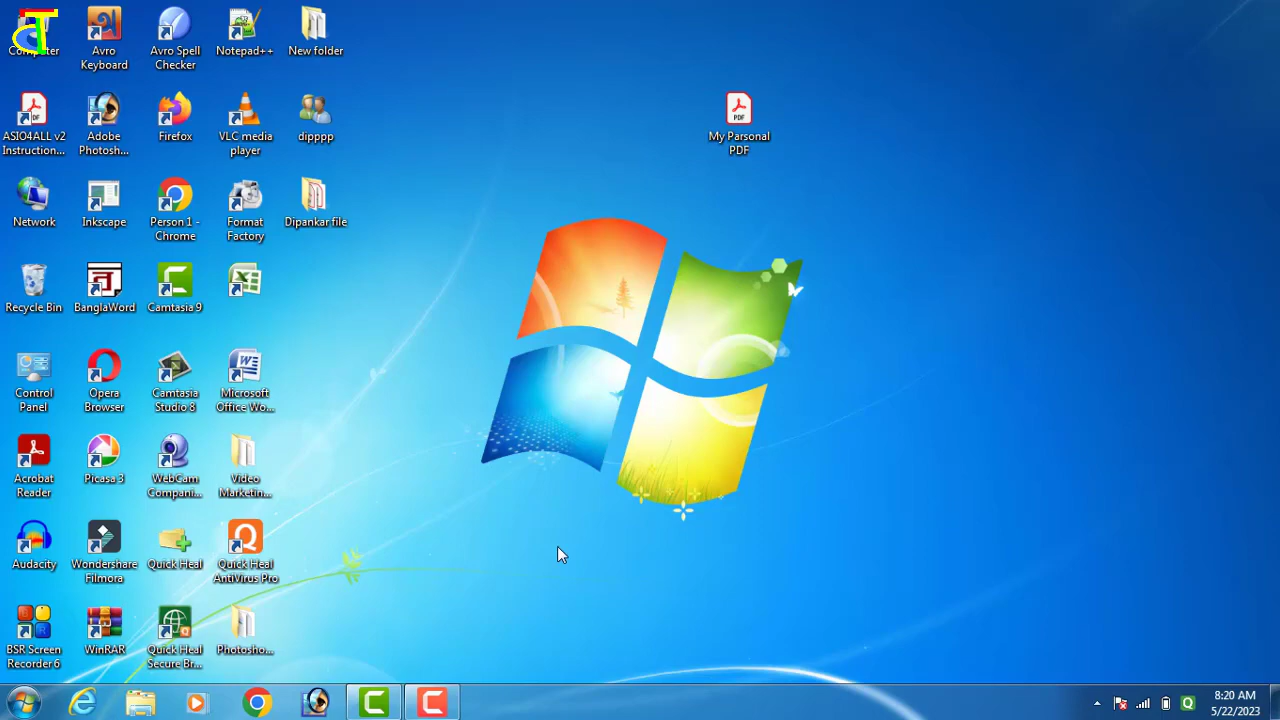 Computer
Avro
Keyboard
Avro Spell
Checker
Notepad++
New folder
PDF
ASIO4ALL v2
Instruction...
Adobe
Photosh...
Firefox
VLC media
player
dipppp
PDF
My Parsonal
PDF
Network
Inkscape
Person 1 -
Chrome
Format
Factory
Dipankar file
Recycle Bin
BanglaWord
Camtasia 9
Control
Panel
Opera
Browser
Camtasia
Studio 8
Microsoft
Office Wo...
Acrobat
Reader
Picasa 3
WebCam
Compani...
Video
Marketin...
Audacity
Wondershare
Filmora
Quick Heal
Quick Heal
AntiVirus Pro
BSR Screen
Recorder 6
WinRAR
Quick Heal
Secure Br...
Photosho...
8:20 AM
5/22/2023